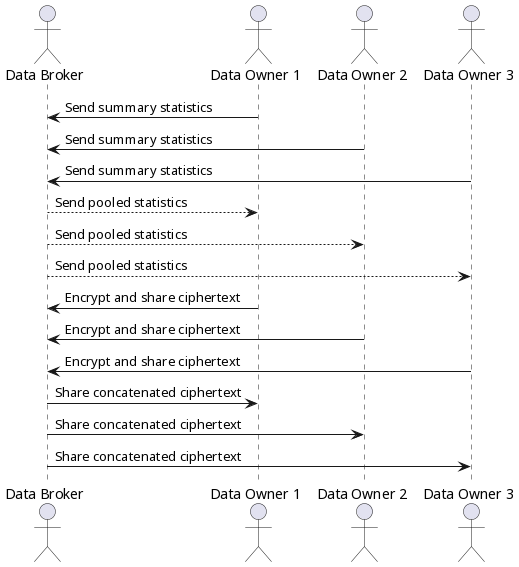 Data Broker
Data Owner 1
Data Owner 2
Data Owner 3
Send summary statistics
Send summary statistics
Send summary statistics
Send pooled statistics
Send pooled statistics
Send pooled statistics
Encrypt and share ciphertext
Encrypt and share ciphertext
Encrypt and share ciphertext
Share concatenated ciphertext
Share concatenated ciphertext
Share concatenated ciphertext
Data Broker
Data Owner 1
Data Owner 2
Data Owner 3